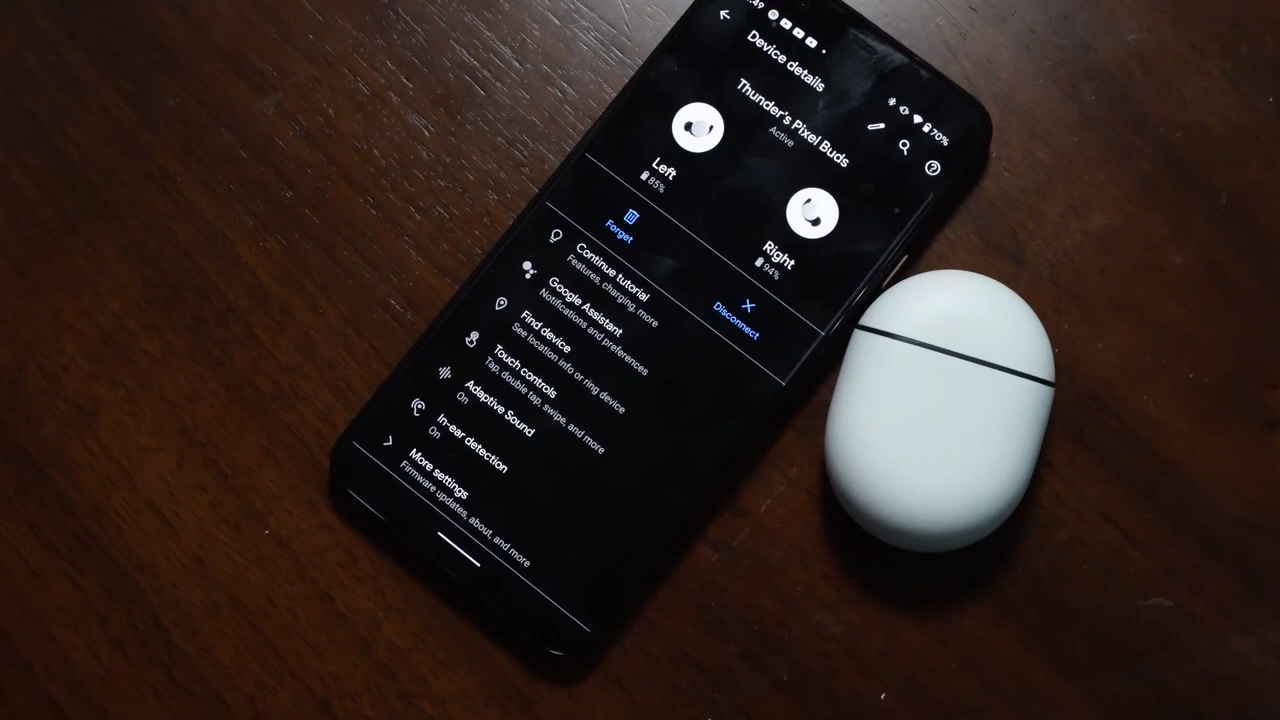 :49
70%
Device details
Thunder's Pixel Buds
Active
Left
85%
Right
94%
Forget
Disconnect
Continue tutorial
Features, charging, more
Google Assistant
Notifications and preferences
Find device
See location info or ring device
Touch controls
Tap, double tap, swipe, and more
Adaptive Sound
On
In-ear detection
On
More settings
Firmware updates, about, and more